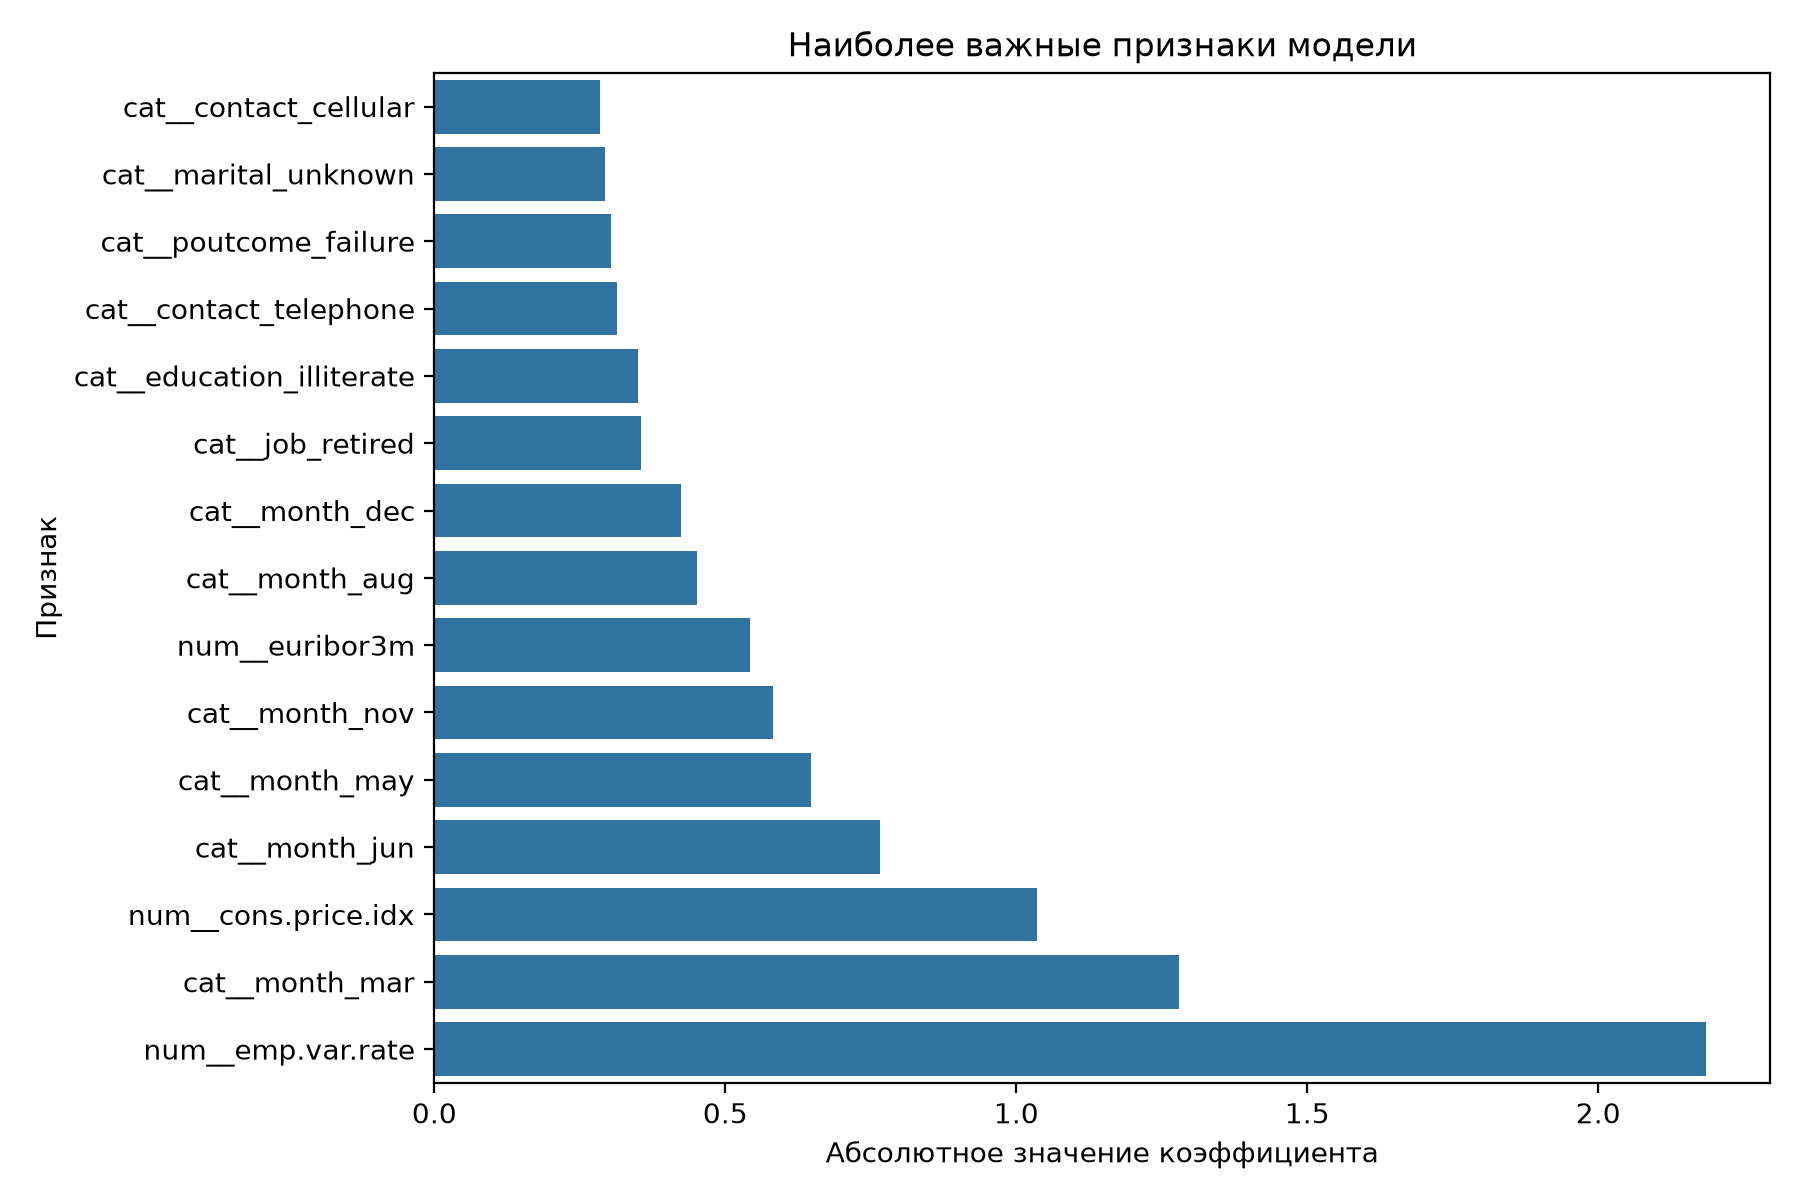 Наиболее важные признаки модели
cat__contact_cellular
cat__marital_unknown
cat__poutcome_failure
cat__contact_telephone
cat__education_illiterate
cat__job_retired
cat__month_dec
cat__month_aug
num__euribor3m
cat__month_nov
cat__month_may
cat__month_jun
num__cons.price.idx
cat__month_mar
num__emp.var.rate
Признак
0.0 0.5 1.0 1.5 2.0
Абсолютное значение коэффициента